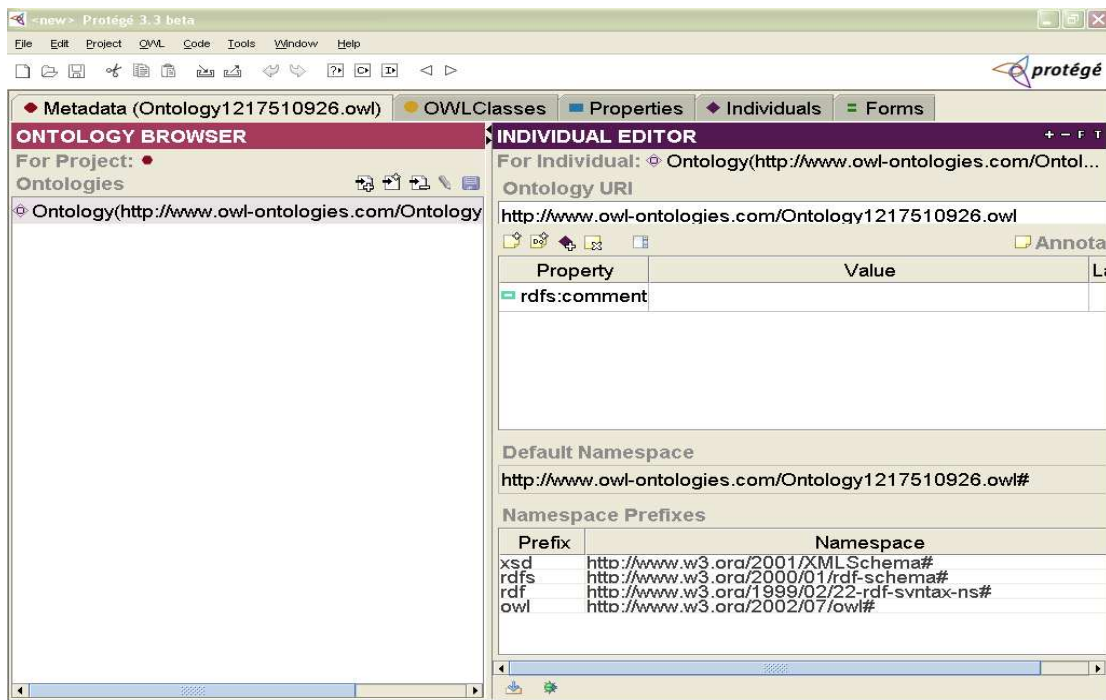 <new> Protégé 3.3 beta
File Edit Project OWL Code Tools Window Help
protégé
Metadata (Ontology1217510926.owl) OWLClasses Properties Individuals Forms
ONTOLOGY BROWSER
For Project:
Ontologies
Ontology(http://www.owl-ontologies.com/Ontology
INDIVIDUAL EDITOR
+ - F T
For Individual: Ontology(http://www.owl-ontologies.com/Ontol...
Ontology URI
http://www.owl-ontologies.com/Ontology1217510926.owl
Annota
Property Value La
rdfs:comment
Default Namespace
http://www.owl-ontologies.com/Ontology1217510926.owl#
Namespace Prefixes
Prefix Namespace
xsd http://www.w3.org/2001/XMLSchema#
rdfs http://www.w3.org/2000/01/rdf-schema#
rdf http://www.w3.org/1999/02/22-rdf-syntax-ns#
owl http://www.w3.org/2002/07/owl#